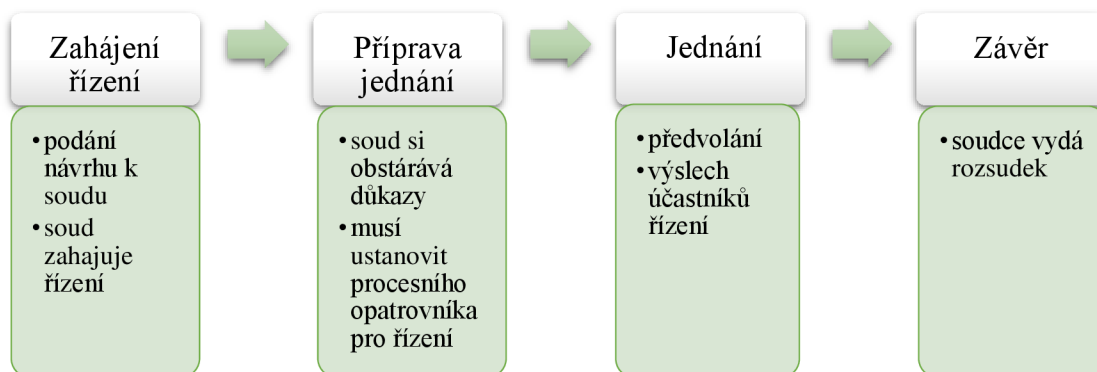 Zahájení
řízení
• podání
návrhu k
soudu
• soud
zahajuje
řízení
Příprava
jednání
• soud si
obstárává
důkazy
• musí
ustanovit
procesního
opatrovníka
pro řízení
Jednání
• předvolání
• výslech
účastníků
řízení
Závěr
• soudce vydá
rozsudek